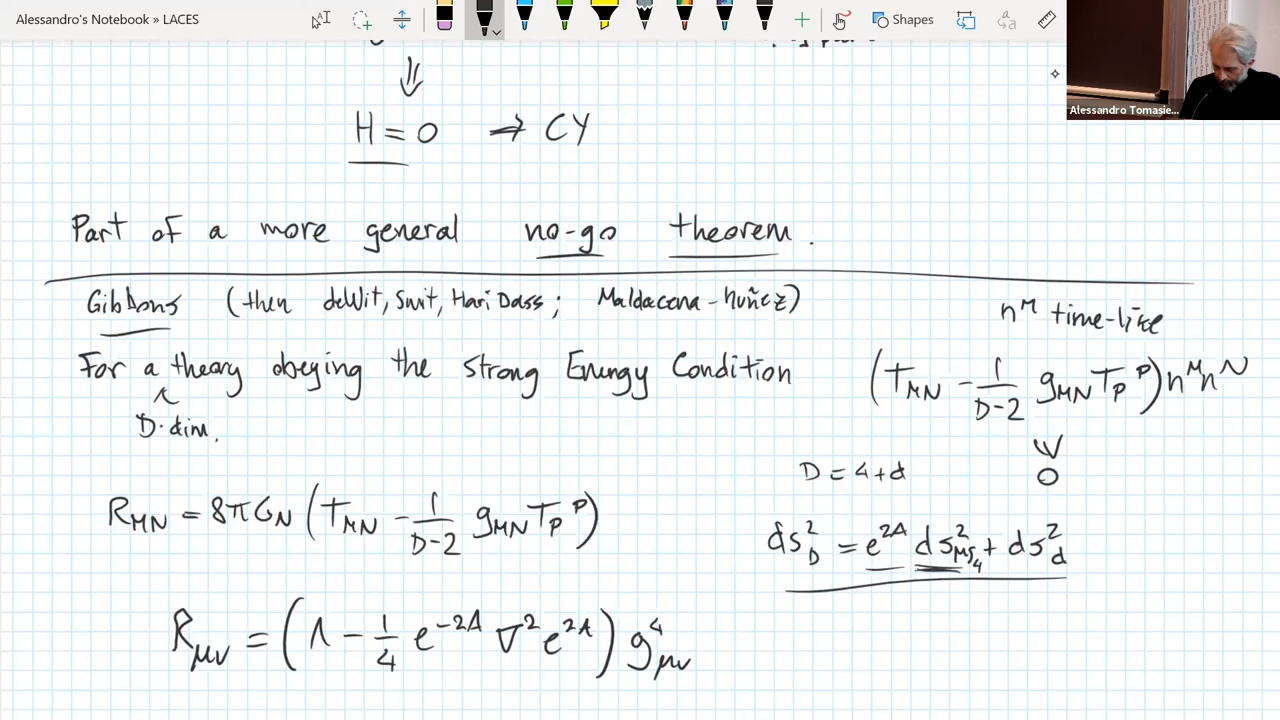 Alessandro's Notebook » LACES
Shapes
Alessandro Tomasie...
⇓
H = 0 ⇒ CY
Part of a more general no-go theorem.
Gibbons (then deWit, Smit, Hari Dass; Maldacena-Nuñez)
n^M time-like
For a theory obeying the Strong Energy Condition (T_MN - 1/(D-2) g_MN T_P^P) n^M n^N
D-dim.
≥ 0
D = 4+d
R_MN = 8πG_N (T_MN - 1/(D-2) g_MN T_P^P)
ds²_D = e^{2A} ds²_{MS_4} + ds²_d
R_μν = (Λ - 1/4 e^{-2A} ∇² e^{2A}) g^4_μν